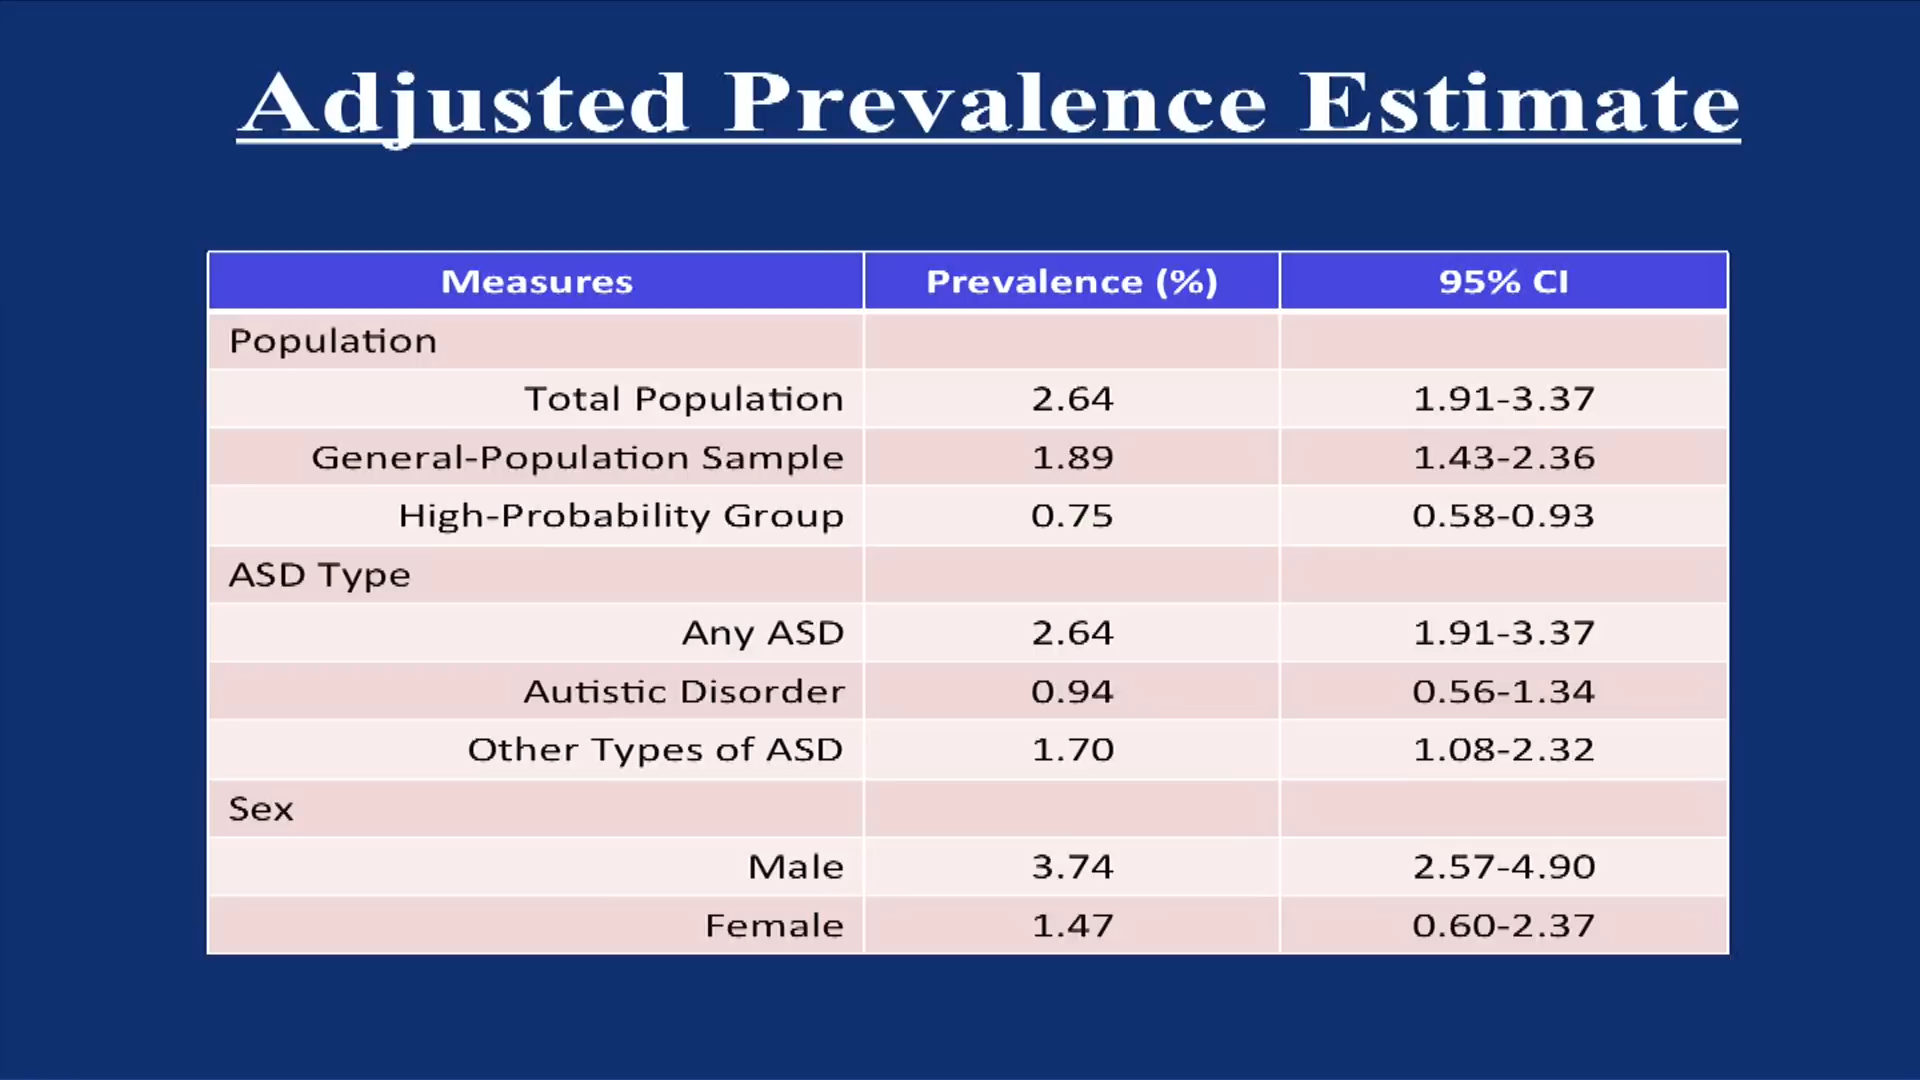 Adjusted Prevalence Estimate
Measures Prevalence (%) 95% CI
Population
Total Population 2.64 1.91-3.37
General-Population Sample 1.89 1.43-2.36
High-Probability Group 0.75 0.58-0.93
ASD Type
Any ASD 2.64 1.91-3.37
Autistic Disorder 0.94 0.56-1.34
Other Types of ASD 1.70 1.08-2.32
Sex
Male 3.74 2.57-4.90
Female 1.47 0.60-2.37